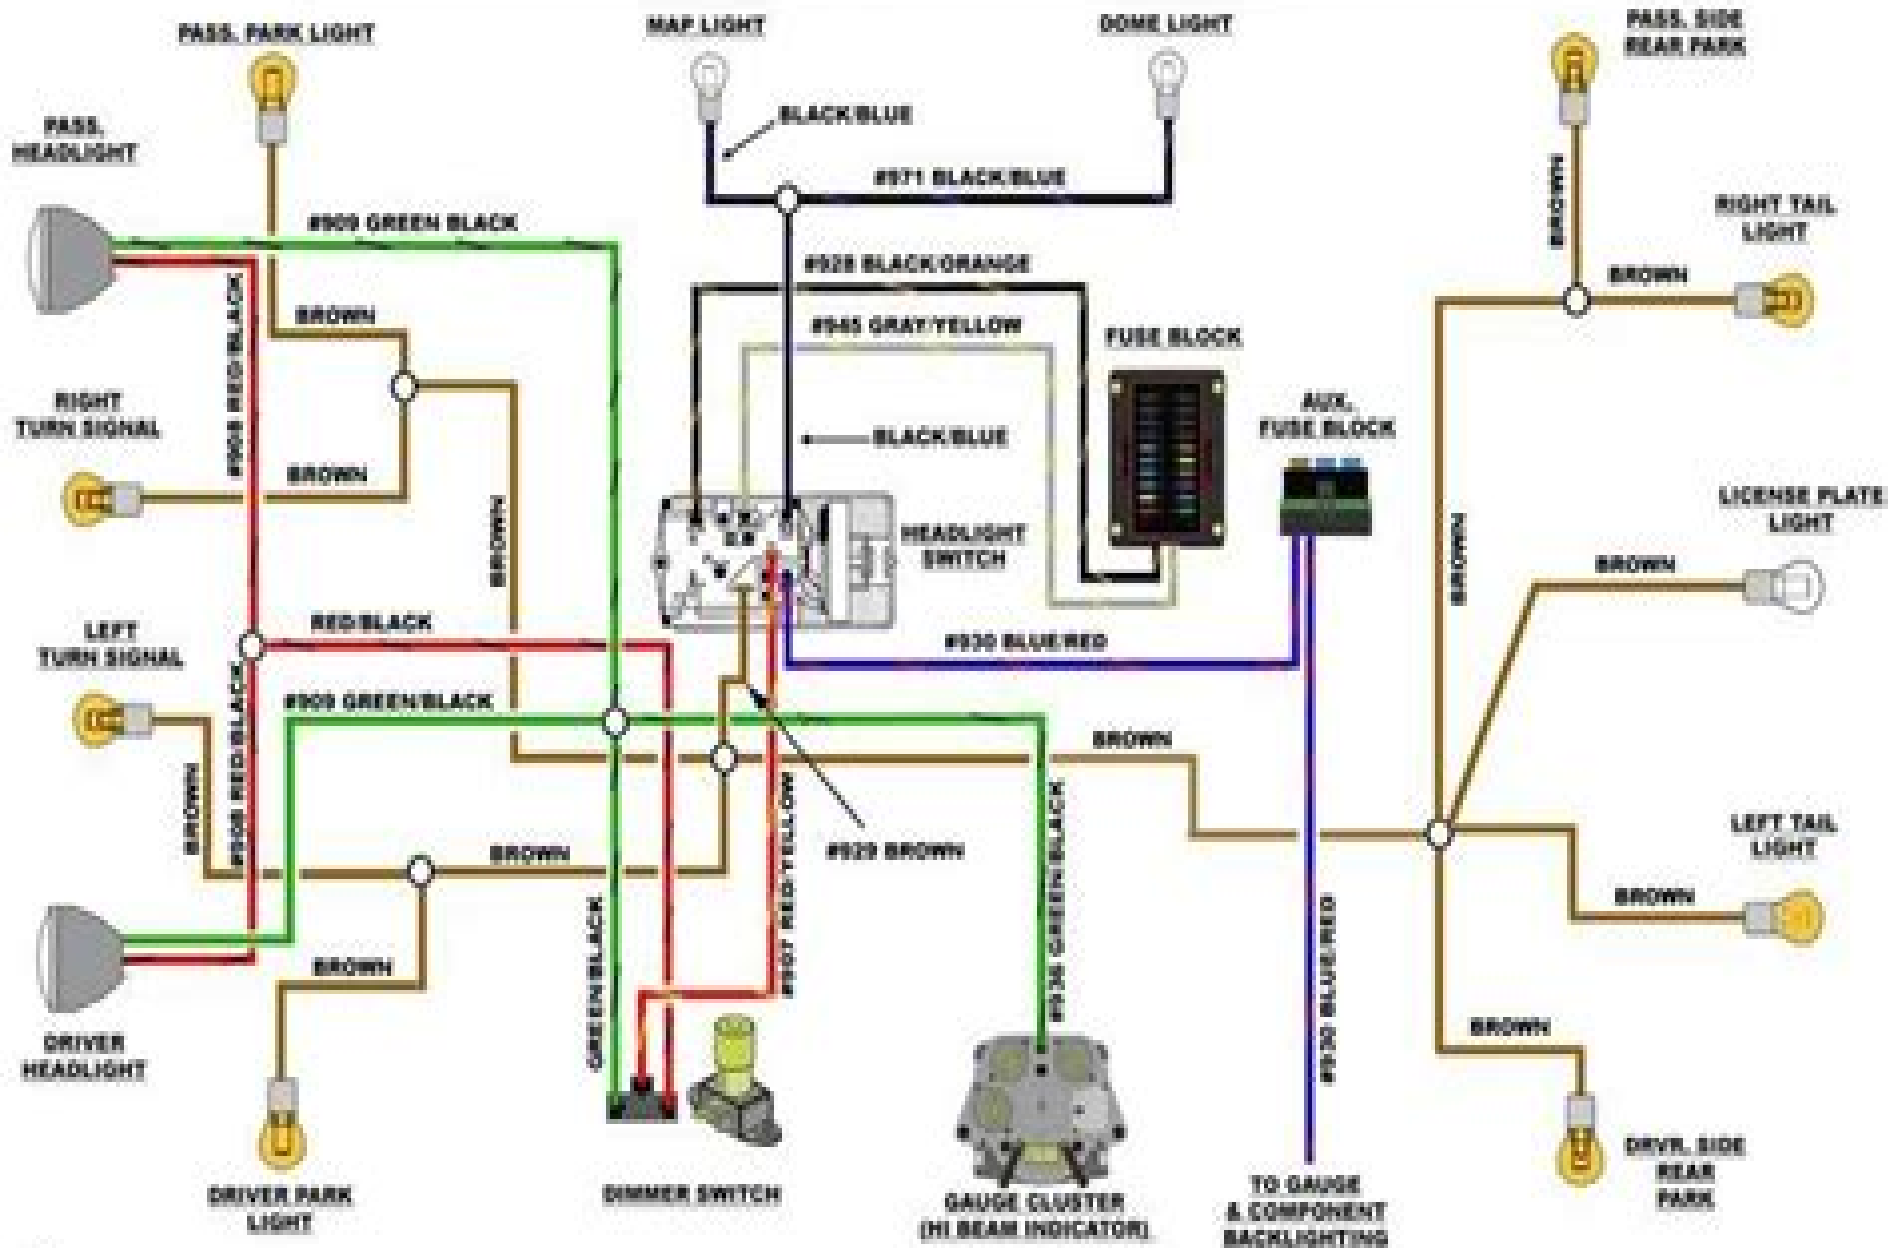 PASS. PARK LIGHT
MAP LIGHT
DOME LIGHT
PASS. SIDE
REAR PARK
PASS.
HEADLIGHT
BLACK/BLUE
#971 BLACK/BLUE
BROWN
RIGHT TAIL
LIGHT
#909 GREEN BLACK
#928 BLACK/ORANGE
BROWN
BROWN
#945 GRAY/YELLOW
FUSE BLOCK
#908 RED/BLACK
RIGHT
TURN SIGNAL
AUX.
FUSE BLOCK
BLACK/BLUE
BROWN
BROWN
HEADLIGHT
SWITCH
LICENSE PLATE
LIGHT
BROWN
BROWN
LEFT
TURN SIGNAL
RED/BLACK
#930 BLUE/RED
#909 GREEN/BLACK
#908 RED/BLACK
BROWN
BROWN
BROWN
#929 BROWN
#907 RED/YELLOW
#936 GREEN/BLACK
LEFT TAIL
LIGHT
BROWN
GREEN/BLACK
#930 BLUE/RED
BROWN
BROWN
DRIVER
HEADLIGHT
DRIVER PARK
LIGHT
DIMMER SWITCH
GAUGE CLUSTER
(HI BEAM INDICATOR)
TO GAUGE
& COMPONENT
BACKLIGHTING
DRVR. SIDE
REAR
PARK